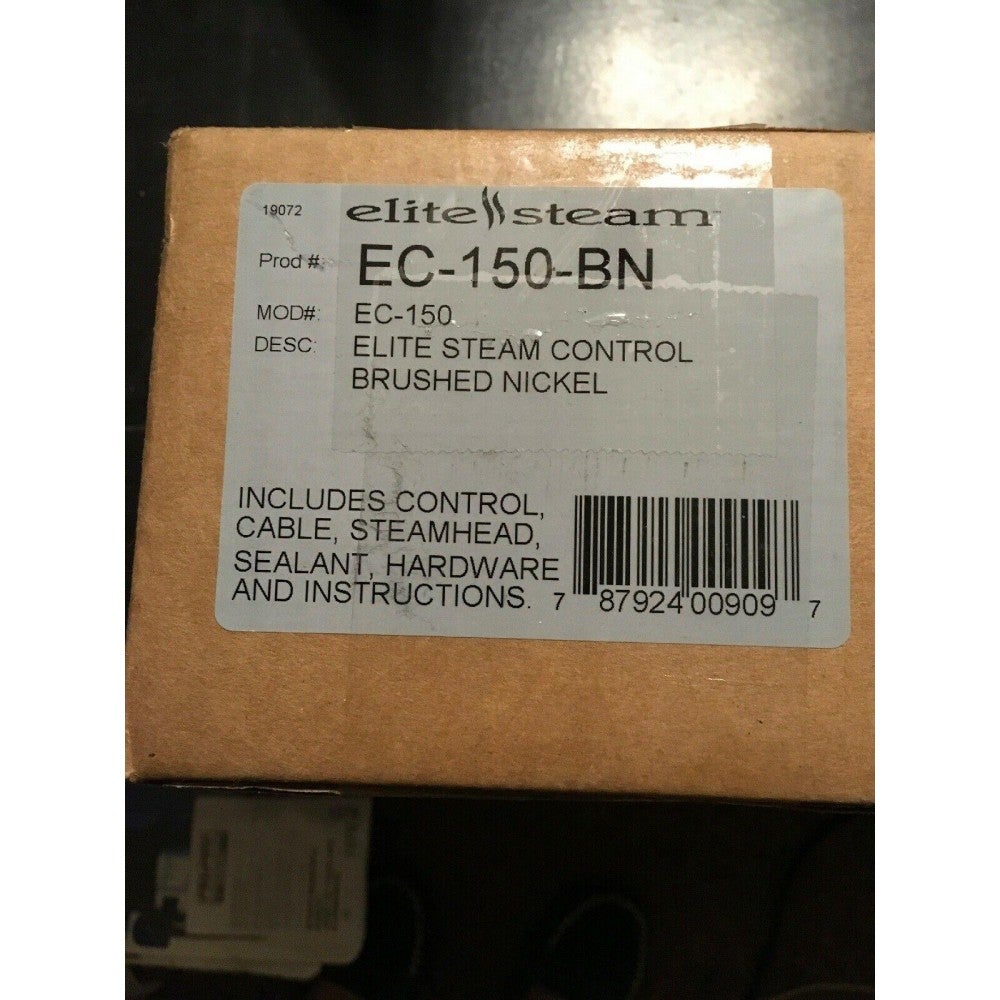 19072 elite steam
Prod #: EC-150-BN
MOD#: EC-150
DESC: ELITE STEAM CONTROL
BRUSHED NICKEL
INCLUDES CONTROL,
CABLE, STEAMHEAD,
SEALANT, HARDWARE
AND INSTRUCTIONS.
7 87924 00909 7